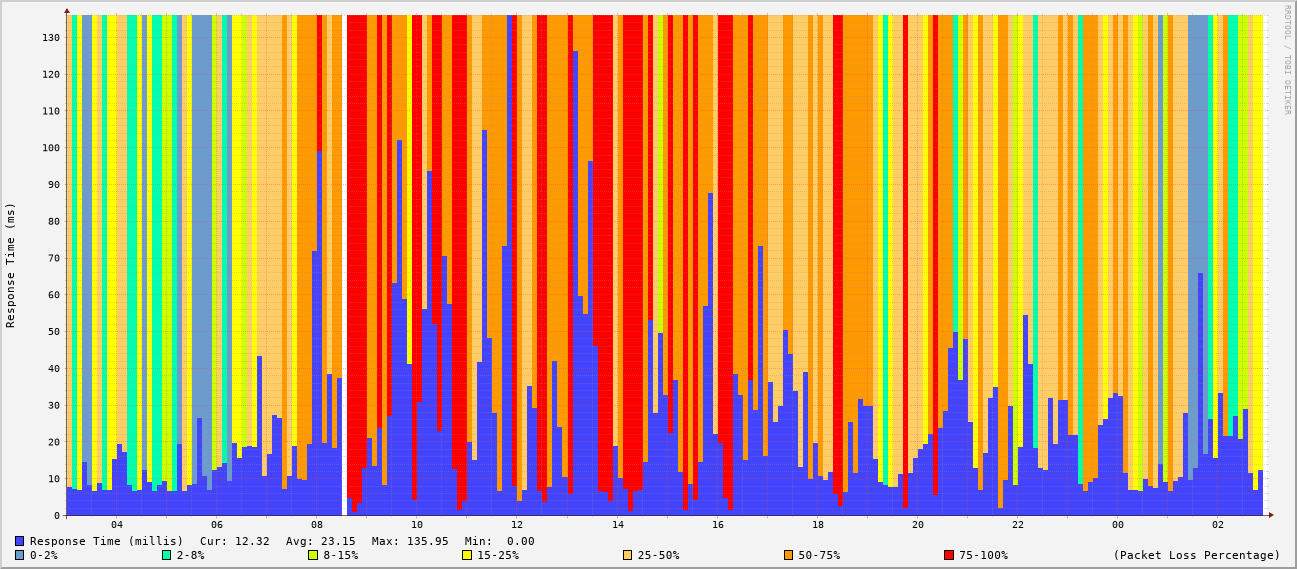 RRDTOOL / TOBI OETIKER
Response Time (ms)
130
120
110
100
90
80
70
60
50
40
30
20
10
0
04 06 08 10 12 14 16 18 20 22 00 02
Response Time (millis) Cur: 12.32 Avg: 23.15 Max: 135.95 Min: 0.00
0-2% 2-8% 8-15% 15-25% 25-50% 50-75% 75-100% (Packet Loss Percentage)